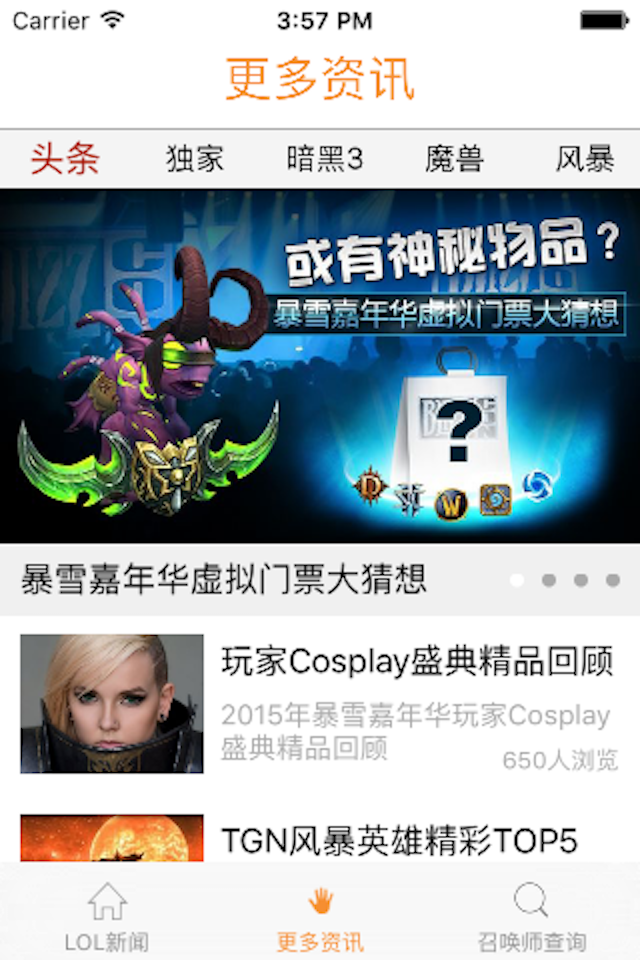 Carrier
3:57 PM
更多资讯
头条 独家 暗黑3 魔兽 风暴
或有神秘物品？
暴雪嘉年华虚拟门票大猜想
?
暴雪嘉年华虚拟门票大猜想
玩家Cosplay盛典精品回顾
2015年暴雪嘉年华玩家Cosplay
盛典精品回顾
650人浏览
TGN风暴英雄精彩TOP5
LOL新闻 更多资讯 召唤师查询